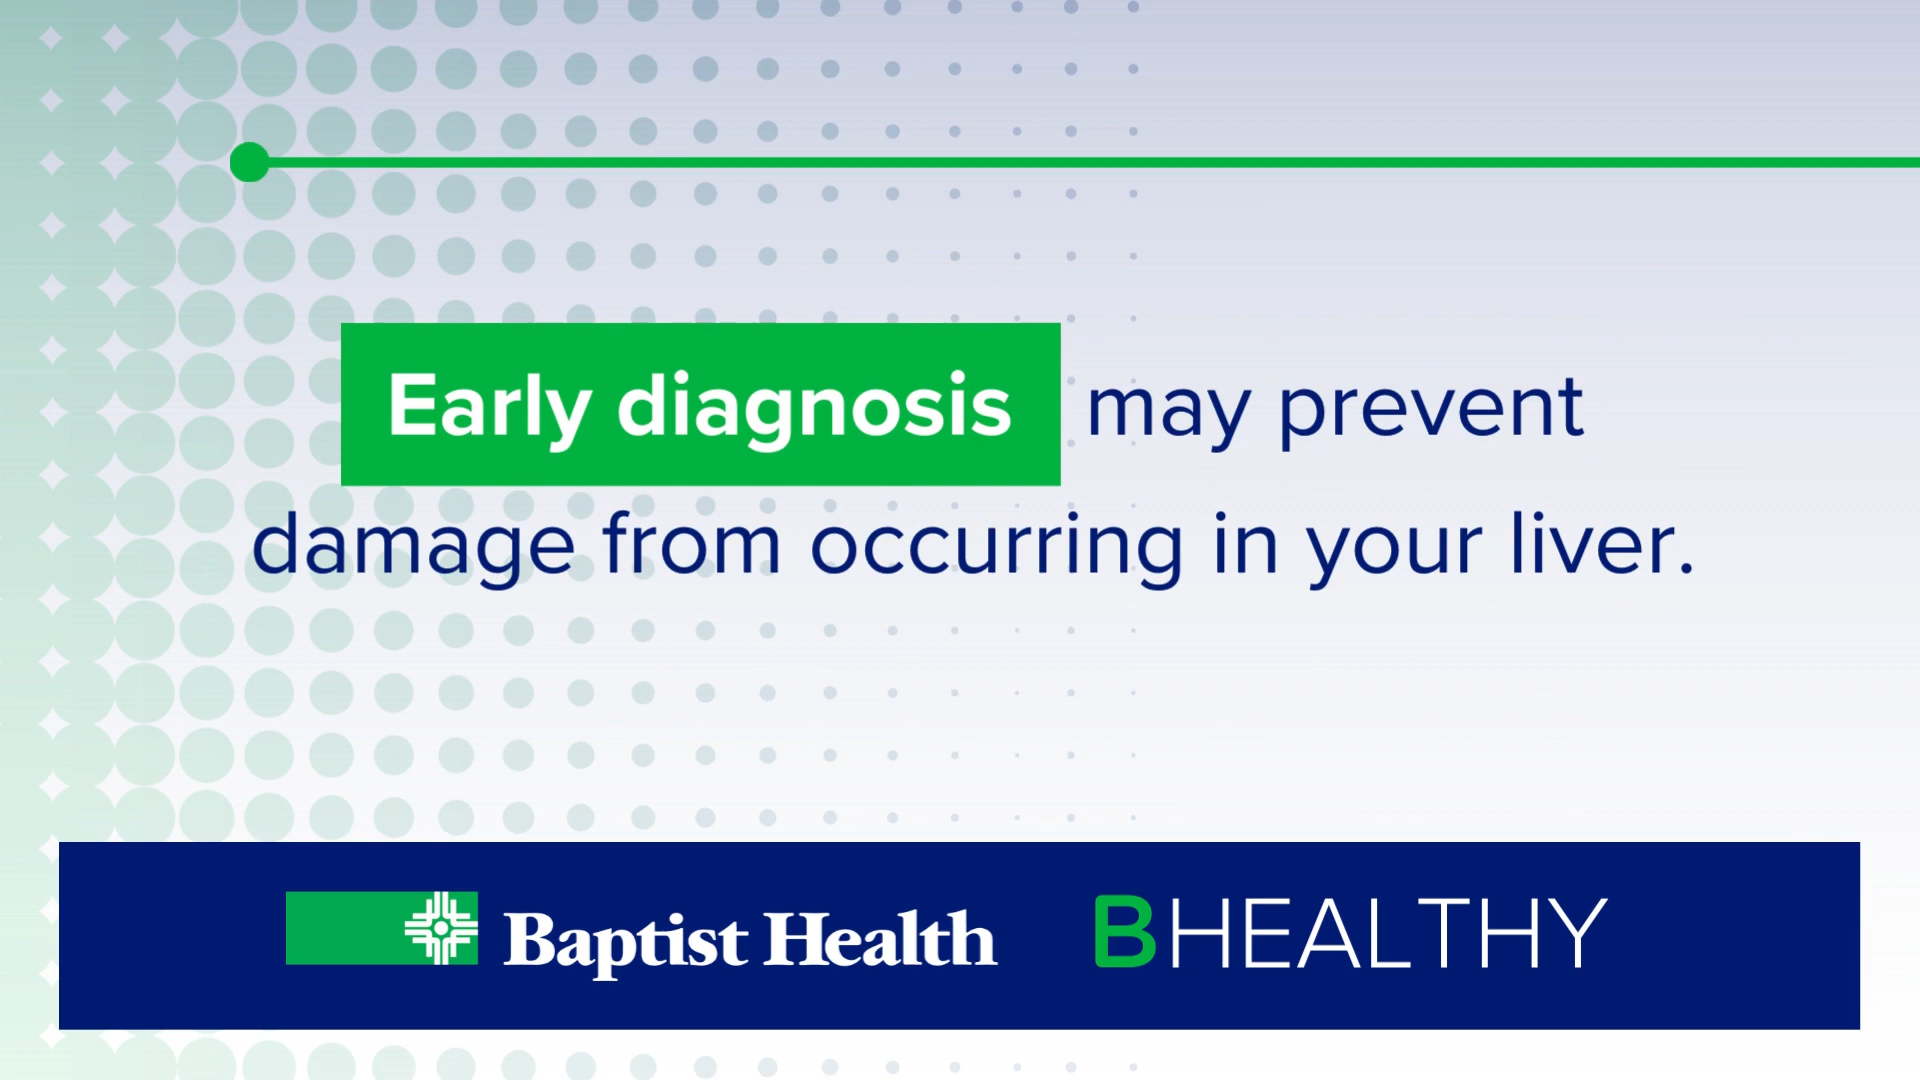 Early diagnosis may prevent
damage from occurring in your liver.
Baptist Health BHEALTHY